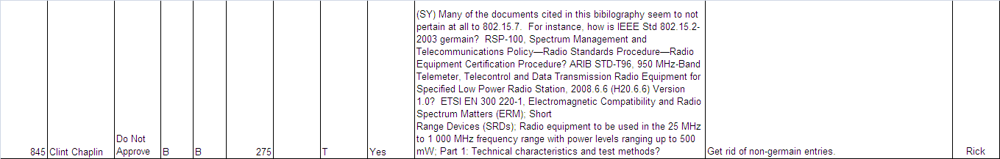 (SY) Many of the documents cited in this bibilography seem to not
pertain at all to 802.15.7.  For instance, how is IEEE Std 802.15.2-
2003 germain?  RSP-100, Spectrum Management and
Telecommunications Policy—Radio Standards Procedure—Radio
Equipment Certification Procedure? ARIB STD-T96, 950 MHz-Band
Telemeter, Telecontrol and Data Transmission Radio Equipment for
Specified Low Power Radio Station, 2008.6.6 (H20.6.6) Version
1.0?  ETSI EN 300 220-1, Electromagnetic Compatibility and Radio
Spectrum Matters (ERM); Short
Range Devices (SRDs); Radio equipment to be used in the 25 MHz
to 1 000 MHz frequency range with power levels ranging up to 500
mW; Part 1: Technical characteristics and test methods?
845 Clint Chaplin
Do Not
Approve
B B 275 T Yes
Get rid of non-germain entries.
Rick